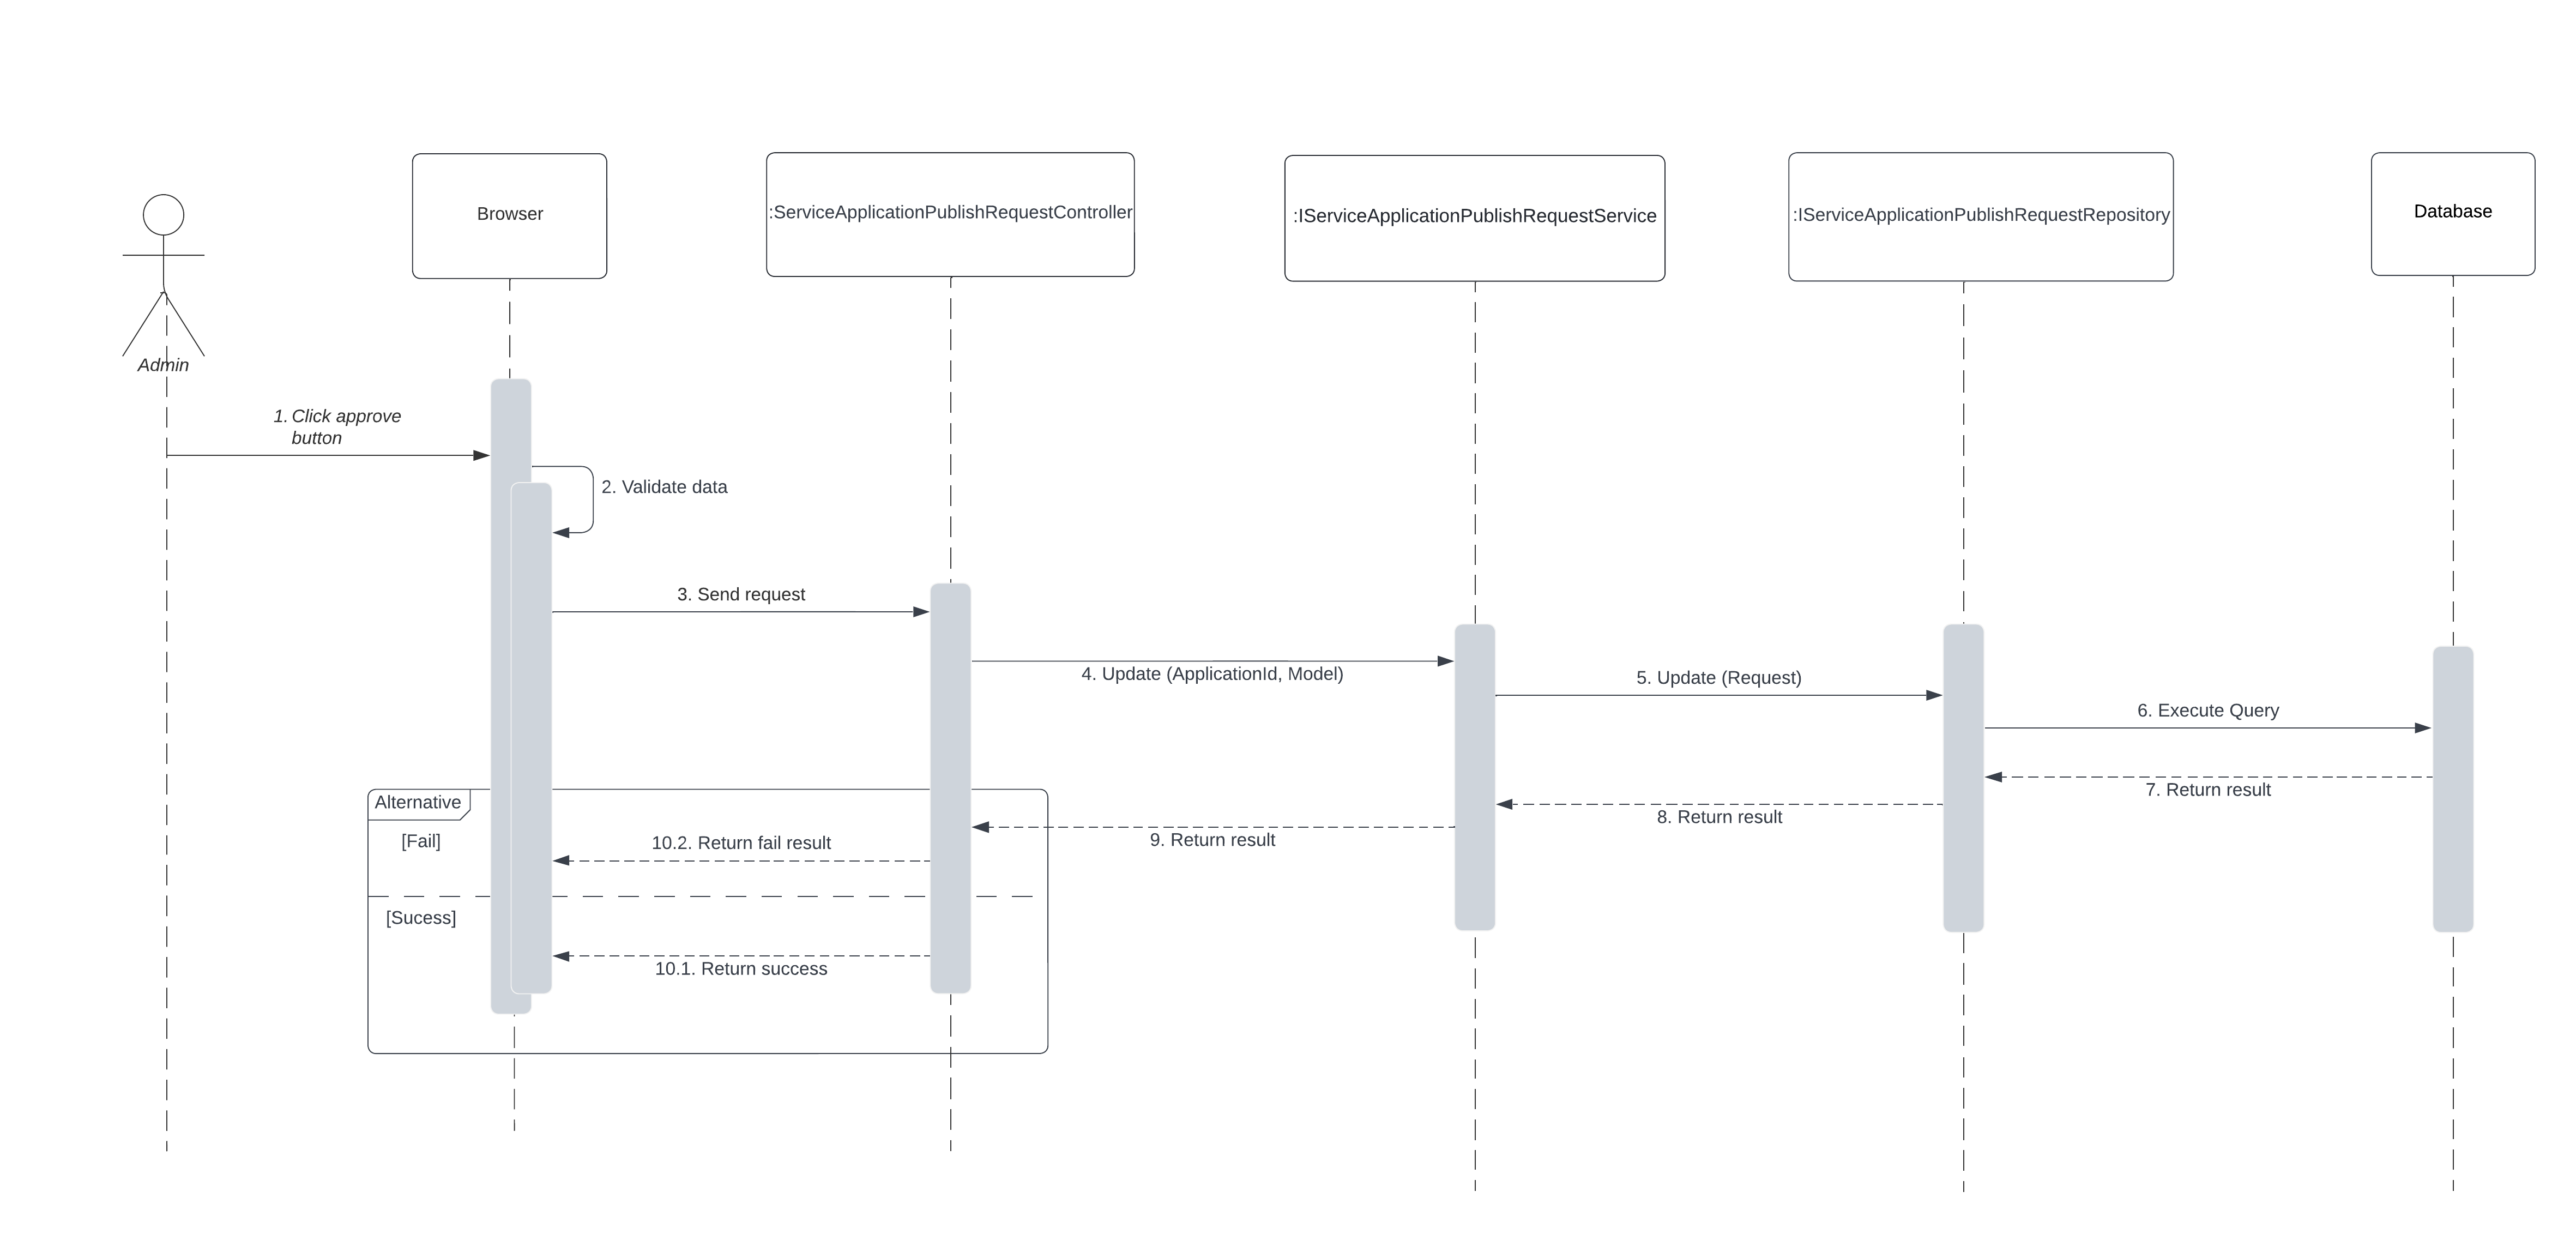 Browser
:ServiceApplicationPublishRequestController
:IServiceApplicationPublishRequestService
:IServiceApplicationPublishRequestRepository
Database
Admin
1. Click approve
button
2. Validate data
3. Send request
4. Update (ApplicationId, Model)
5. Update (Request)
6. Execute Query
7. Return result
8. Return result
9. Return result
Alternative
[Fail]
10.2. Return fail result
[Sucess]
10.1. Return success